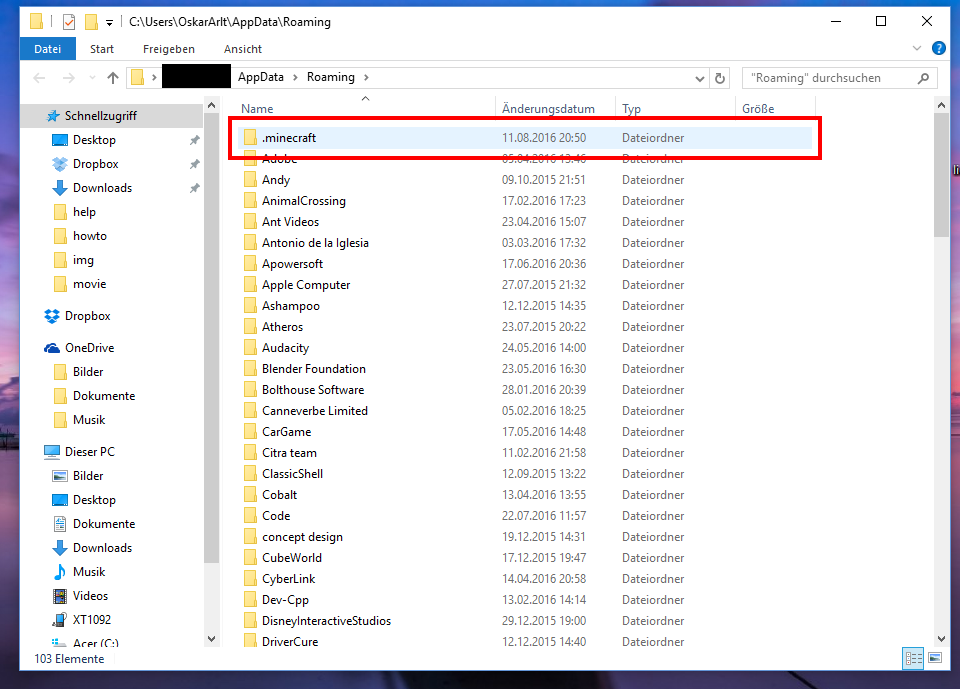 C:\Users\OskarArlt\AppData\Roaming
Datei Start Freigeben Ansicht
AppData Roaming "Roaming" durchsuchen
Name Änderungsdatum Typ Größe
Schnellzugriff
Desktop
Dropbox
Downloads
help
howto
img
movie
Dropbox
OneDrive
Bilder
Dokumente
Musik
Dieser PC
Bilder
Desktop
Dokumente
Downloads
Musik
Videos
XT1092
Acer (C:)
.minecraft 11.08.2016 20:50 Dateiordner
Adobe 05.04.2016 13:46 Dateiordner
Andy 09.10.2015 21:51 Dateiordner
AnimalCrossing 17.02.2016 17:23 Dateiordner
Ant Videos 23.04.2016 15:07 Dateiordner
Antonio de la Iglesia 03.03.2016 17:32 Dateiordner
Apowersoft 17.06.2016 20:36 Dateiordner
Apple Computer 27.07.2015 21:32 Dateiordner
Ashampoo 12.12.2015 14:35 Dateiordner
Atheros 23.07.2015 20:22 Dateiordner
Audacity 24.05.2016 14:00 Dateiordner
Blender Foundation 23.05.2016 16:30 Dateiordner
Bolthouse Software 28.01.2016 20:39 Dateiordner
Canneverbe Limited 05.02.2016 18:25 Dateiordner
CarGame 17.05.2016 14:48 Dateiordner
Citra team 11.02.2016 21:58 Dateiordner
ClassicShell 12.09.2015 13:22 Dateiordner
Cobalt 13.04.2016 13:55 Dateiordner
Code 22.07.2016 11:57 Dateiordner
concept design 19.12.2015 14:31 Dateiordner
CubeWorld 17.12.2015 19:47 Dateiordner
CyberLink 14.04.2016 20:58 Dateiordner
Dev-Cpp 13.02.2016 14:14 Dateiordner
DisneyInteractiveStudios 29.12.2015 19:00 Dateiordner
DriverCure 12.12.2015 14:40 Dateiordner
103 Elemente